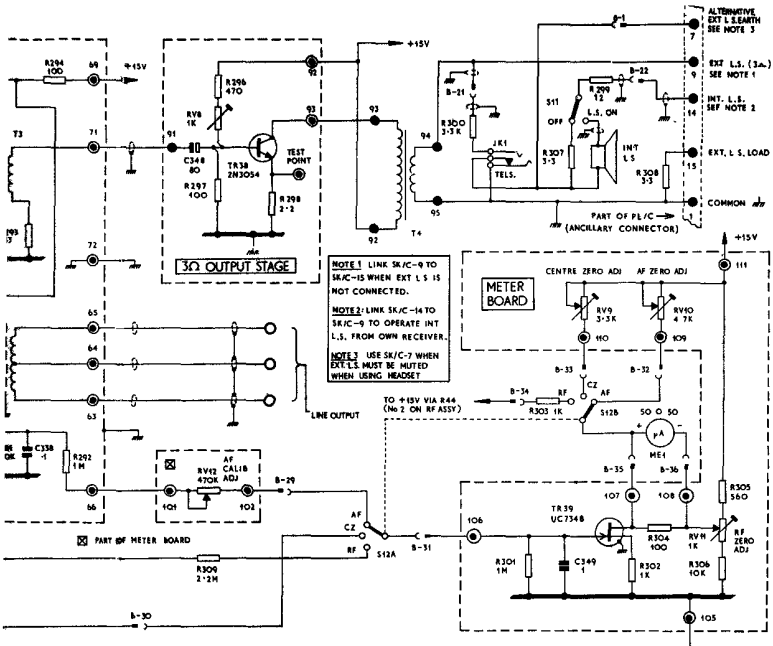 ALTERNATIVE
EXT L.S.EARTH
SEE NOTE 3
7
+15V
B-1
R294
100
69
+15V
R296
470
92
EXT L.S. (3Ω)
9
SEE NOTE 1
B-21
B-22
R299
12
INT. L.S.
14
SEE NOTE 2
RV8
1K
93
93
S11
OFF
L.S. ON
R300
3.3K
T3
71
91
C348
80
TR38
2N3054
TEST
POINT
94
JK1
TELS.
R307
3.3
INT
LS
EXT, L S, LOAD
15
R308
3.3
R297
100
R298
2.2
95
COMMON
1
PART OF PL/C
(ANCILLARY CONNECTOR)
92
T4
72
3Ω OUTPUT STAGE
NOTE 1 LINK SK/C-9 TO
SK/C-15 WHEN EXT L S IS
NOT CONNECTED.
NOTE 2: LINK SK/C-14 TO
SK/C-9 TO OPERATE INT
L.S. FROM OWN RECEIVER.
NOTE 3 USE SK/C-7 WHEN
EXT. L.S. MUST BE MUTED
WHEN USING HEADSET
+15V
111
CENTRE ZERO ADJ
AF ZERO ADJ
METER
BOARD
RV9
3.3K
RV10
4.7K
110
109
65
64
63
LINE OUTPUT
B-33
B-32
TO +15V VIA R44
(No 2 ON RF ASSY)
B-34
R303 1K
RF
CZ
AF
S12B
50 0 50
+
-
μA
ME1
C338
.1
R292
1M
66
AF
CALIB
ADJ
RV12
470K
101
102
B-29
B-35
B-36
107
108
R305
560
PART OF METER BOARD
AF
CZ
RF
S12A
B-31
106
TR39
UC734B
R304
100
RV11
1K
RF
ZERO
ADJ
R309
2.2M
R301
1M
C349
1
R302
1K
R306
10K
B-30
105